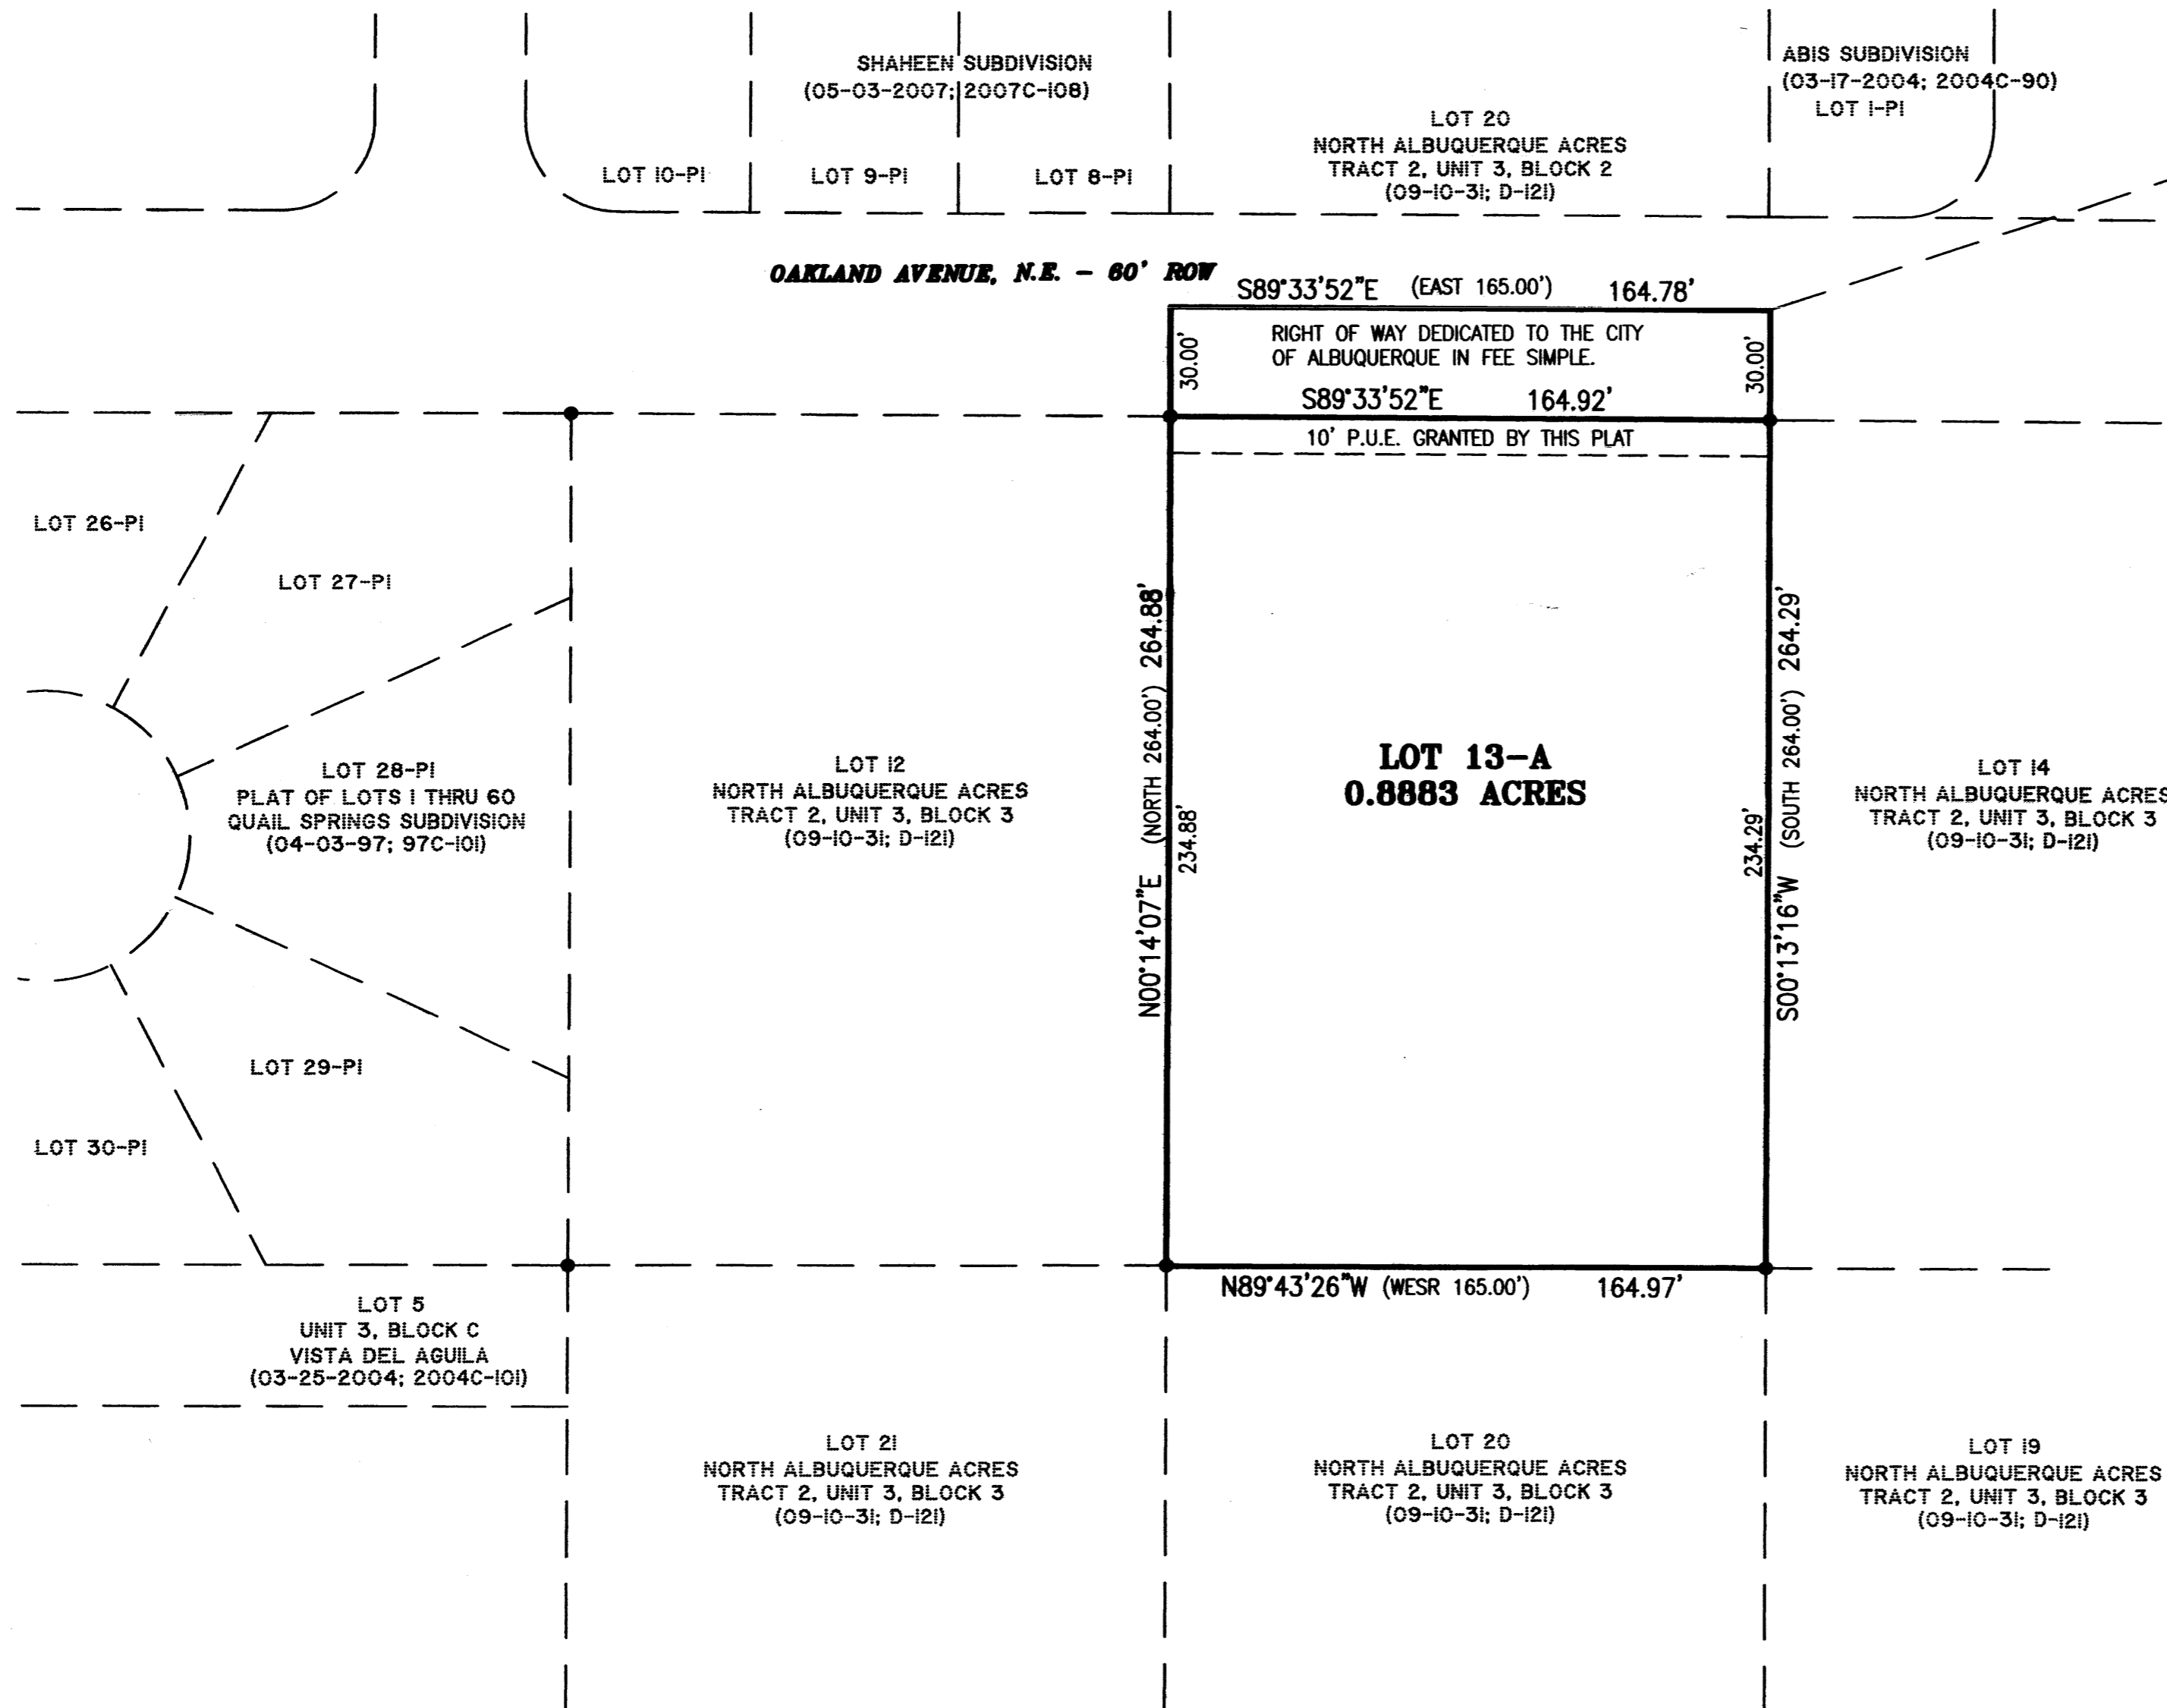 SHAHEEN SUBDIVISION
(05-03-2007; 2007C-108)
ABIS SUBDIVISION
(03-17-2004; 2004C-90)
LOT 1-P1
LOT 20
NORTH ALBUQUERQUE ACRES
TRACT 2, UNIT 3, BLOCK 2
(09-10-31; D-121)
LOT 10-P1
LOT 9-P1
LOT 8-P1
OAKLAND AVENUE, N.E. - 60' ROW
S89°33'52"E (EAST 165.00') 164.78'
RIGHT OF WAY DEDICATED TO THE CITY
OF ALBUQUERQUE IN FEE SIMPLE.
30.00'
30.00'
S89°33'52"E 164.92'
10' P.U.E. GRANTED BY THIS PLAT
LOT 26-P1
LOT 27-P1
LOT 28-P1
PLAT OF LOTS 1 THRU 60
QUAIL SPRINGS SUBDIVISION
(04-03-97; 97C-101)
LOT 12
NORTH ALBUQUERQUE ACRES
TRACT 2, UNIT 3, BLOCK 3
(09-10-31; D-121)
N00°14'07"E (NORTH 264.00') 264.88'
234.88'
LOT 13-A
0.8883 ACRES
234.29'
S00°13'16"W (SOUTH 264.00') 264.29'
LOT 14
NORTH ALBUQUERQUE ACRES
TRACT 2, UNIT 3, BLOCK 3
(09-10-31; D-121)
LOT 29-P1
LOT 30-P1
N89°43'26"W (WESR 165.00') 164.97'
LOT 5
UNIT 3, BLOCK C
VISTA DEL AGUILA
(03-25-2004; 2004C-101)
LOT 21
NORTH ALBUQUERQUE ACRES
TRACT 2, UNIT 3, BLOCK 3
(09-10-31; D-121)
LOT 20
NORTH ALBUQUERQUE ACRES
TRACT 2, UNIT 3, BLOCK 3
(09-10-31; D-121)
LOT 19
NORTH ALBUQUERQUE ACRES
TRACT 2, UNIT 3, BLOCK 3
(09-10-31; D-121)